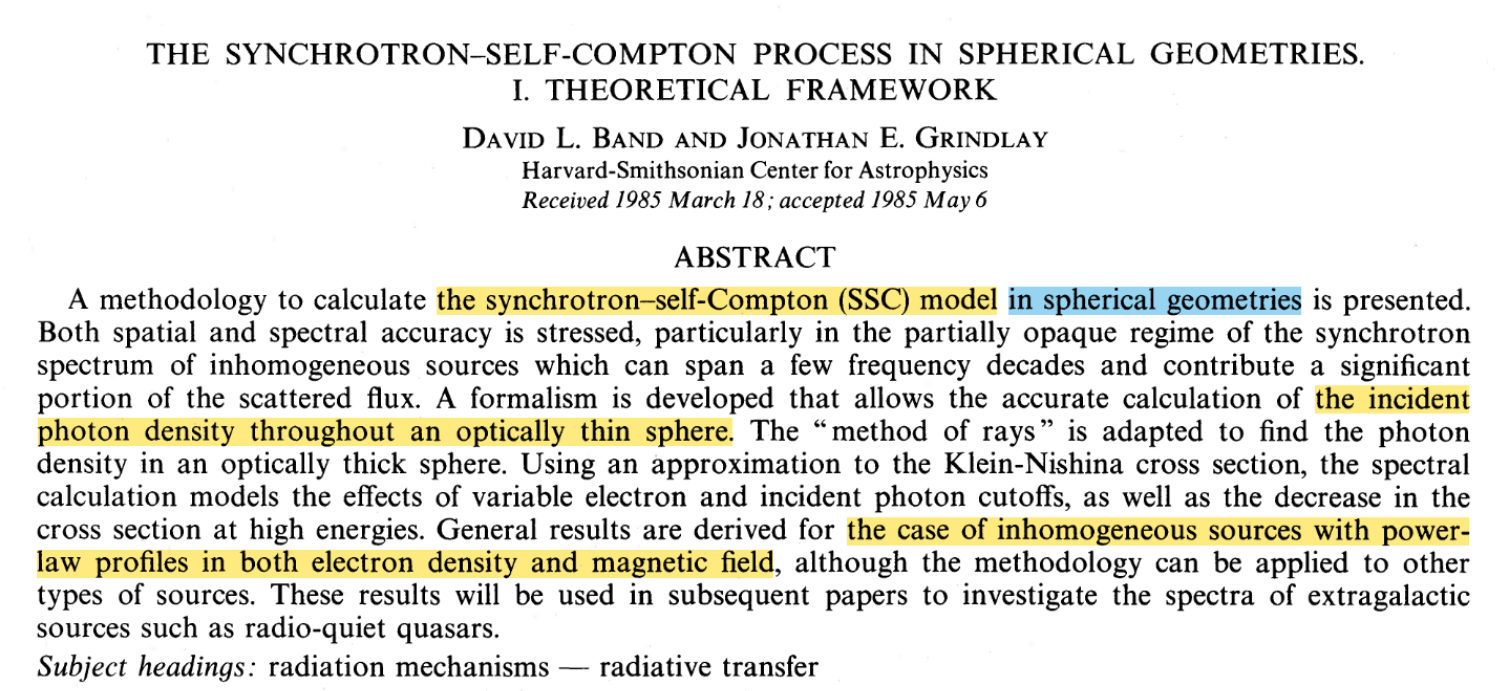 THE SYNCHROTRON–SELF-COMPTON PROCESS IN SPHERICAL GEOMETRIES.
I. THEORETICAL FRAMEWORK
DAVID L. BAND AND JONATHAN E. GRINDLAY
Harvard-Smithsonian Center for Astrophysics
Received 1985 March 18; accepted 1985 May 6
ABSTRACT
A methodology to calculate the synchrotron–self-Compton (SSC) model in spherical geometries is presented.
Both spatial and spectral accuracy is stressed, particularly in the partially opaque regime of the synchrotron
spectrum of inhomogeneous sources which can span a few frequency decades and contribute a significant
portion of the scattered flux. A formalism is developed that allows the accurate calculation of the incident
photon density throughout an optically thin sphere. The “method of rays” is adapted to find the photon
density in an optically thick sphere. Using an approximation to the Klein-Nishina cross section, the spectral
calculation models the effects of variable electron and incident photon cutoffs, as well as the decrease in the
cross section at high energies. General results are derived for the case of inhomogeneous sources with power-
law profiles in both electron density and magnetic field, although the methodology can be applied to other
types of sources. These results will be used in subsequent papers to investigate the spectra of extragalactic
sources such as radio-quiet quasars.
Subject headings: radiation mechanisms — radiative transfer